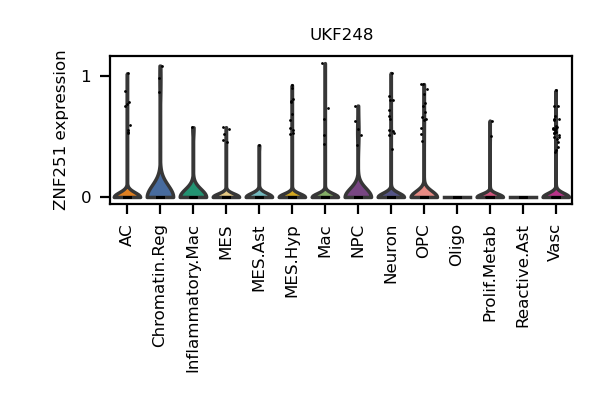 UKF248
ZNF251 expression
1
0
AC
Chromatin.Reg
Inflammatory.Mac
MES
MES.Ast
MES.Hyp
Mac
NPC
Neuron
OPC
Oligo
Prolif.Metab
Reactive.Ast
Vasc